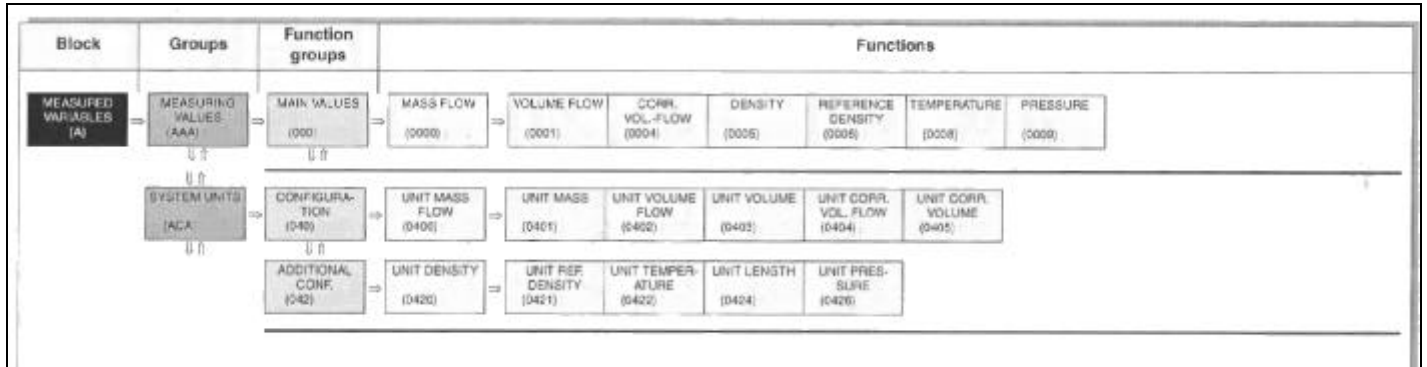 Block
Groups
Function
groups
Functions
MEASURED
VARIABLES
(A)
MEASURING
VALUES
(AAA)
MAIN VALUES
(000)
MASS FLOW
(0000)
VOLUME FLOW
(0001)
CORR.
VOL.-FLOW
(0004)
DENSITY
(0005)
REFERENCE
DENSITY
(0006)
TEMPERATURE
(0008)
PRESSURE
(0009)
SYSTEM UNITS
(ACA
CONFIGURA-
TION
(040)
UNIT MASS
FLOW
(0400)
UNIT MASS
(0401)
UNIT VOLUME
FLOW
(0402)
UNIT VOLUME
(0403)
UNIT CORR.
VOL. FLOW
(0404)
UNIT CORR.
VOLUME
(0405)
ADDITIONAL
CONF.
(042)
UNIT DENSITY
(0420)
UNIT REF.
DENSITY
(0421)
UNIT TEMPER-
ATURE
(0422)
UNIT LENGTH
(0424)
UNIT PRES-
SURE
(0426)